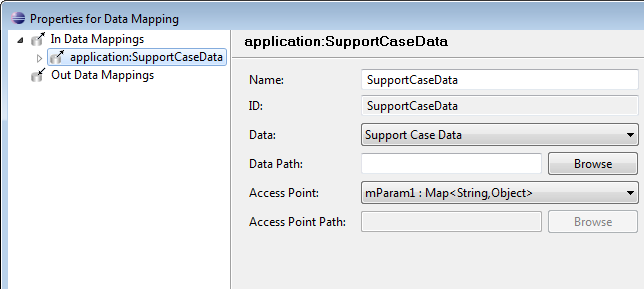 Properties for Data Mapping
In Data Mappings
application:SupportCaseData
Out Data Mappings
application:SupportCaseData
Name: SupportCaseData
ID: SupportCaseData
Data: Support Case Data
Data Path: Browse
Access Point: mParam1 : Map<String,Object>
Access Point Path: Browse